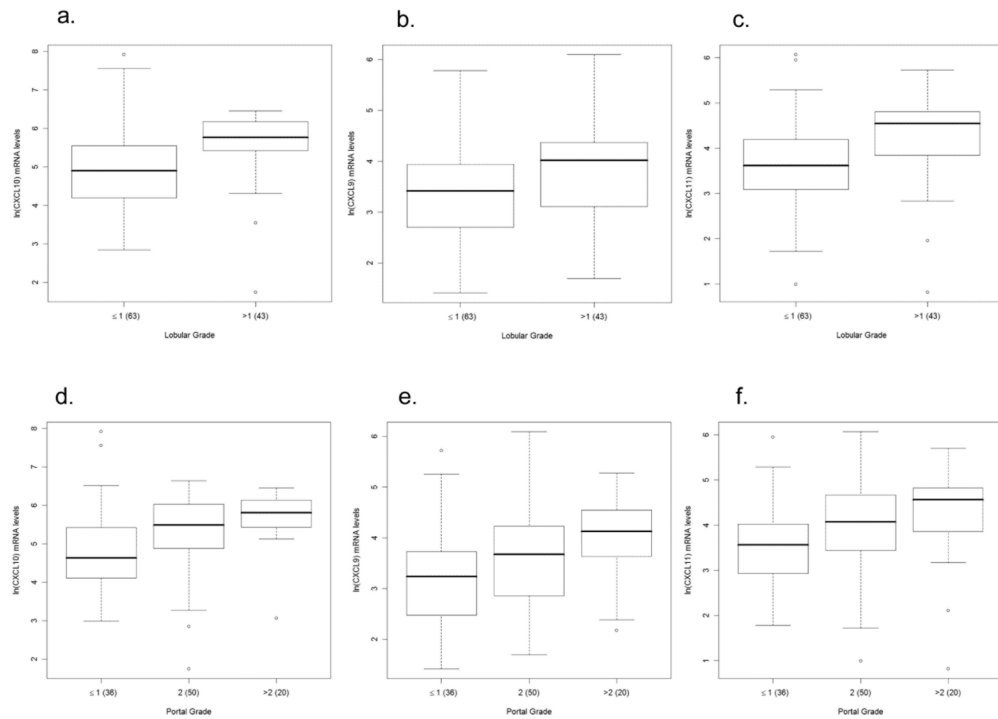 a.
ln(CXCL10) mRNA levels
8
7
6
5
4
3
2
≤ 1 (63)
>1 (43)
Lobular Grade
b.
ln(CXCL9) mRNA levels
6
5
4
3
2
≤ 1 (63)
>1 (43)
Lobular Grade
c.
ln(CXCL11) mRNA levels
6
5
4
3
2
1
≤ 1 (63)
>1 (43)
Lobular Grade
d.
ln(CXCL10) mRNA levels
8
7
6
5
4
3
2
≤ 1 (36)
2 (50)
>2 (20)
Portal Grade
e.
ln(CXCL9) mRNA levels
6
5
4
3
2
≤ 1 (36)
2 (50)
>2 (20)
Portal Grade
f.
ln(CXCL11) mRNA levels
6
5
4
3
2
1
≤ 1 (36)
2 (50)
>2 (20)
Portal Grade